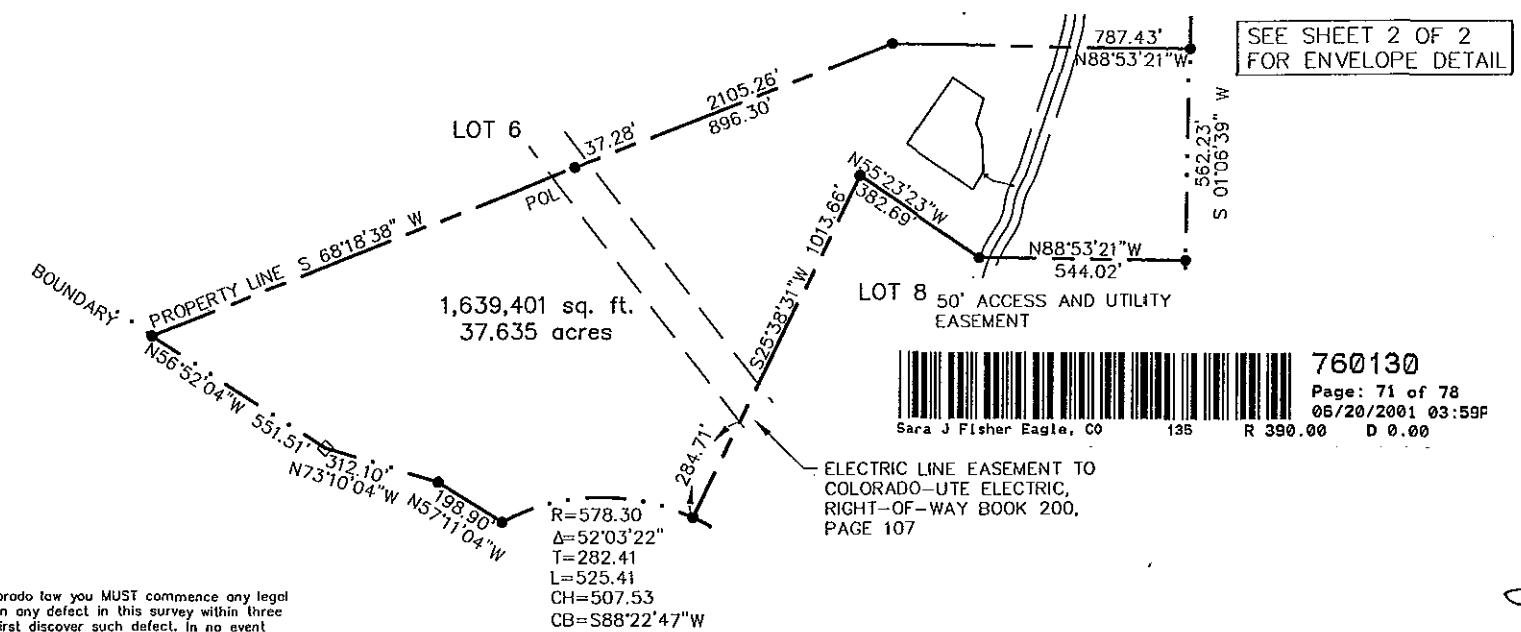 787.43'
N88°53'21"W
SEE SHEET 2 OF 2
FOR ENVELOPE DETAIL
2105.26'
896.30'
LOT 6
37.28'
POL
562.23'
S 01°06'39" W
N55°23'23"W
382.69'
PROPERTY LINE S 68°18'38" W
S25°38'31"W 1013.66'
N88°53'21"W
544.02'
BOUNDARY
LOT 8
50' ACCESS AND UTILITY
EASEMENT
1,639,401 sq. ft.
37.635 acres
N56°52'04"W 551.51'
760130
Page: 71 of 78
06/20/2001 03:59P
Sara J Fisher Eagle, CO 135 R 390.00 D 0.00
312.10'
N73°10'04"W
284.71'
198.90'
N57°11'04"W
ELECTRIC LINE EASEMENT TO
COLORADO-UTE ELECTRIC,
RIGHT-OF-WAY BOOK 200,
PAGE 107
R=578.30
Δ=52°03'22"
T=282.41
L=525.41
CH=507.53
CB=S88°22'47"W
orado law you MUST commence any legal
n any defect in this survey within three
irst discover such defect. In no event